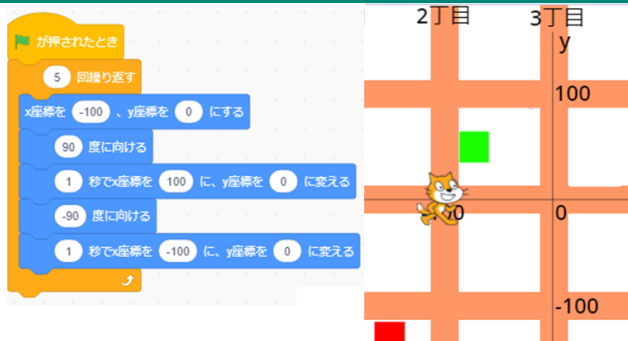 が押されたとき
5 回繰り返す
x座標を -100 、y座標を 0 にする
90 度に向ける
1 秒でx座標を 100 に、y座標を 0 に変える
-90 度に向ける
1 秒でx座標を -100 に、y座標を 0 に変える
2丁目 3丁目
y
100
0
-100